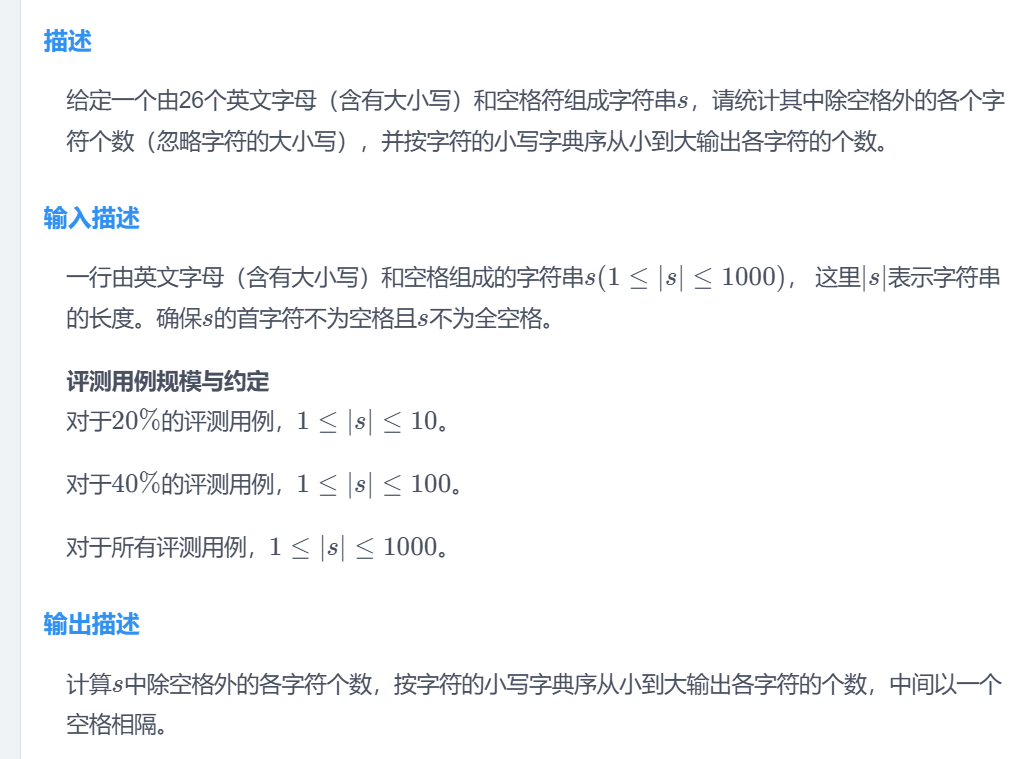 描述
给定一个由26个英文字母（含有大小写）和空格符组成字符串s，请统计其中除空格外的各个字
符个数（忽略字符的大小写），并按字符的小写字典序从小到大输出各字符的个数。
输入描述
一行由英文字母（含有大小写）和空格组成的字符串s(1 ≤ |s| ≤ 1000)， 这里|s|表示字符串
的长度。确保s的首字符不为空格且s不为全空格。
评测用例规模与约定
对于20%的评测用例，1 ≤ |s| ≤ 10。
对于40%的评测用例，1 ≤ |s| ≤ 100。
对于所有评测用例，1 ≤ |s| ≤ 1000。
输出描述
计算s中除空格外的各字符个数，按字符的小写字典序从小到大输出各字符的个数，中间以一个
空格相隔。